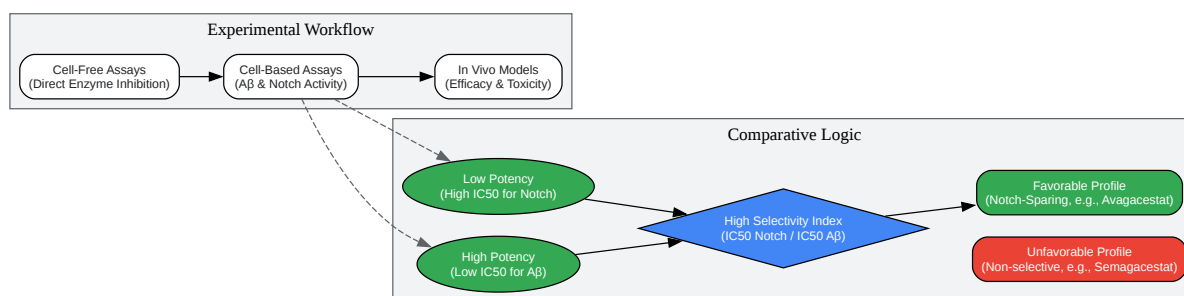 Experimental Workflow
Cell-Free Assays
(Direct Enzyme Inhibition)
Cell-Based Assays
(Aβ & Notch Activity)
In Vivo Models
(Efficacy & Toxicity)
Comparative Logic
Low Potency
(High IC50 for Notch)
High Potency
(Low IC50 for Aβ)
High Selectivity Index
(IC50 Notch / IC50 Aβ)
Favorable Profile
(Notch-Sparing, e.g., Avagacestat)
Unfavorable Profile
(Non-selective, e.g., Semagacestat)